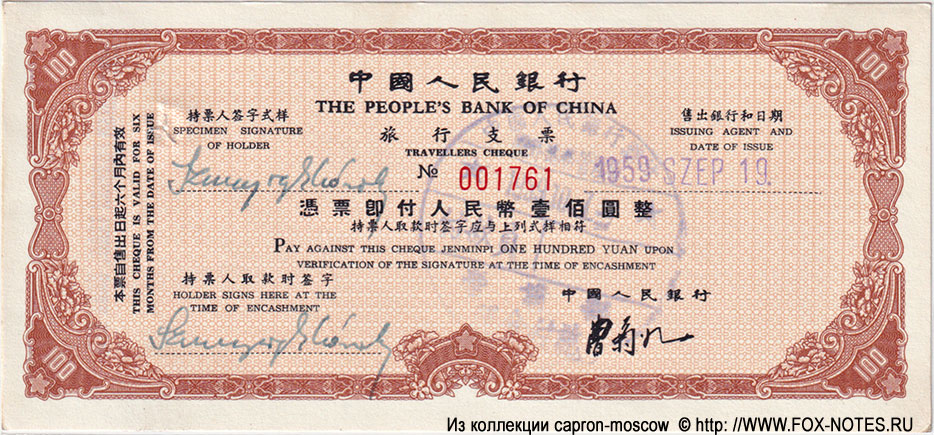 100
100
中國人民銀行
THE PEOPLE'S BANK OF CHINA
持票人签字式样
SPECIMEN SIGNATURE
OF HOLDER
旅行支票
TRAVELLERS CHEQUE
售出銀行和日期
ISSUING AGENT AND
DATE OF ISSUE
№ 001761
1959 SZEP 19.
憑票卽付人民幣壹佰圓整
持票人取款时签字应与上列式样相符
PAY AGAINST THIS CHEQUE JENMINPI ONE HUNDRED YUAN UPON
VERIFICATION OF THE SIGNATURE AT THE TIME OF ENCASHMENT
持票人取款时签字
HOLDER SIGNS HERE AT THE
TIME OF ENCASHMENT
中國人民銀行
本票自售出日起六个月內有效
THIS CHEQUE IS VALID FOR SIX
MONTHS FROM THE DATE OF ISSUE
100
100
Из коллекции capron-moscow © http: //WWW.FOX-NOTES.RU